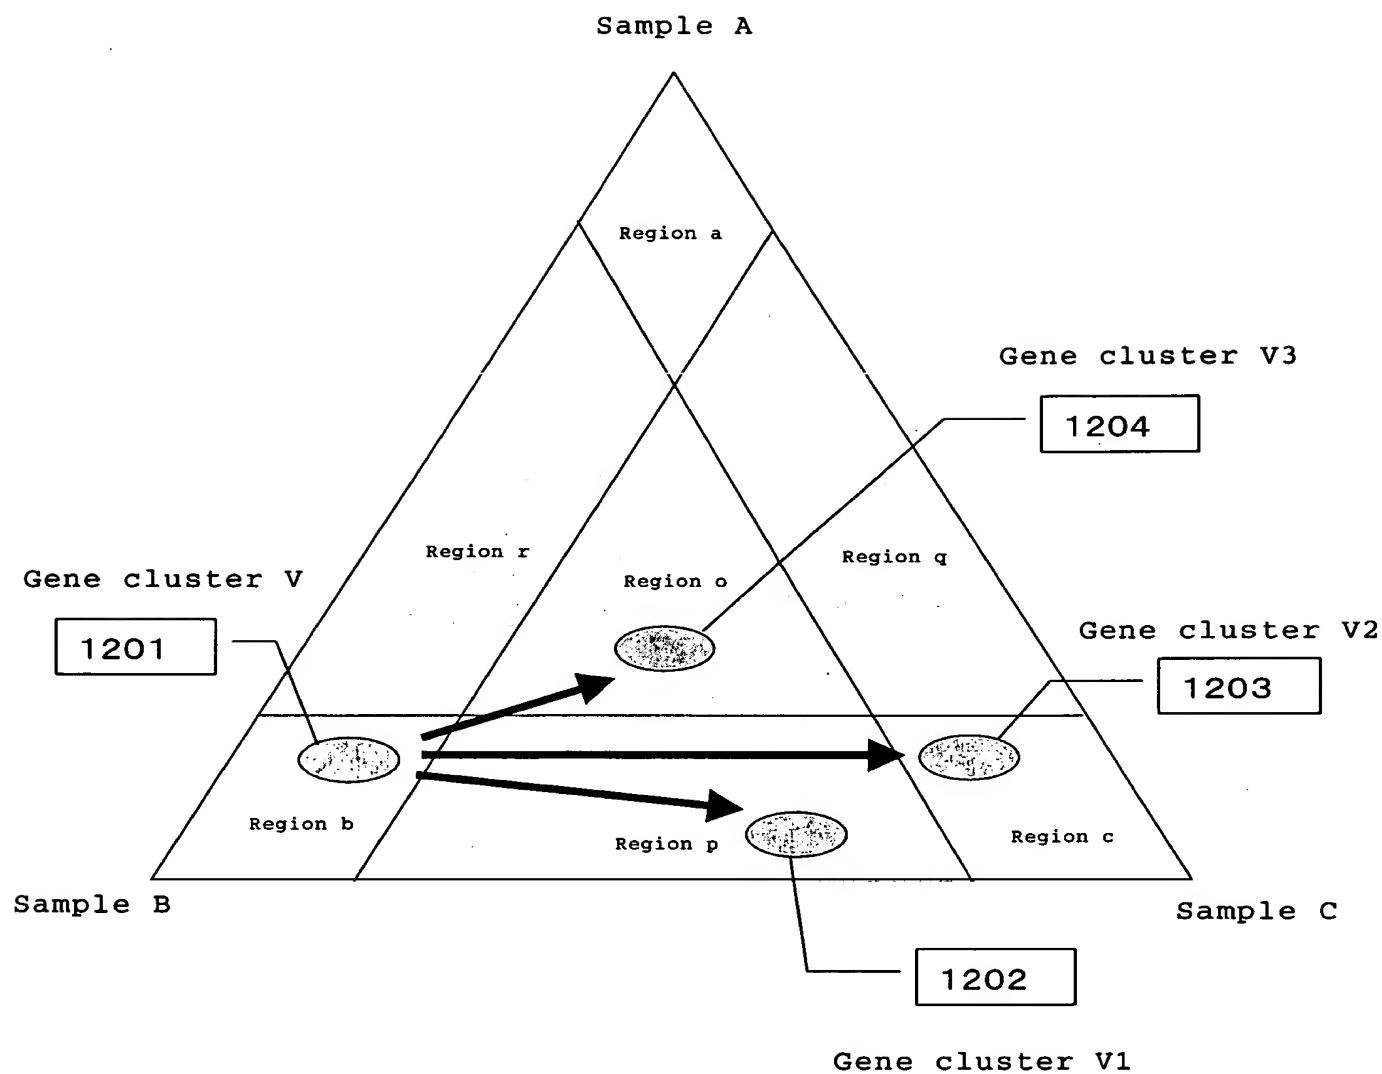 Sample A
Region a
Gene cluster V3
1204
Region r
Region q
Gene cluster V
Region o
1201
Gene cluster V2
1203
Region b
Region p
Region c
Sample B
Sample C
1202
Gene cluster V1